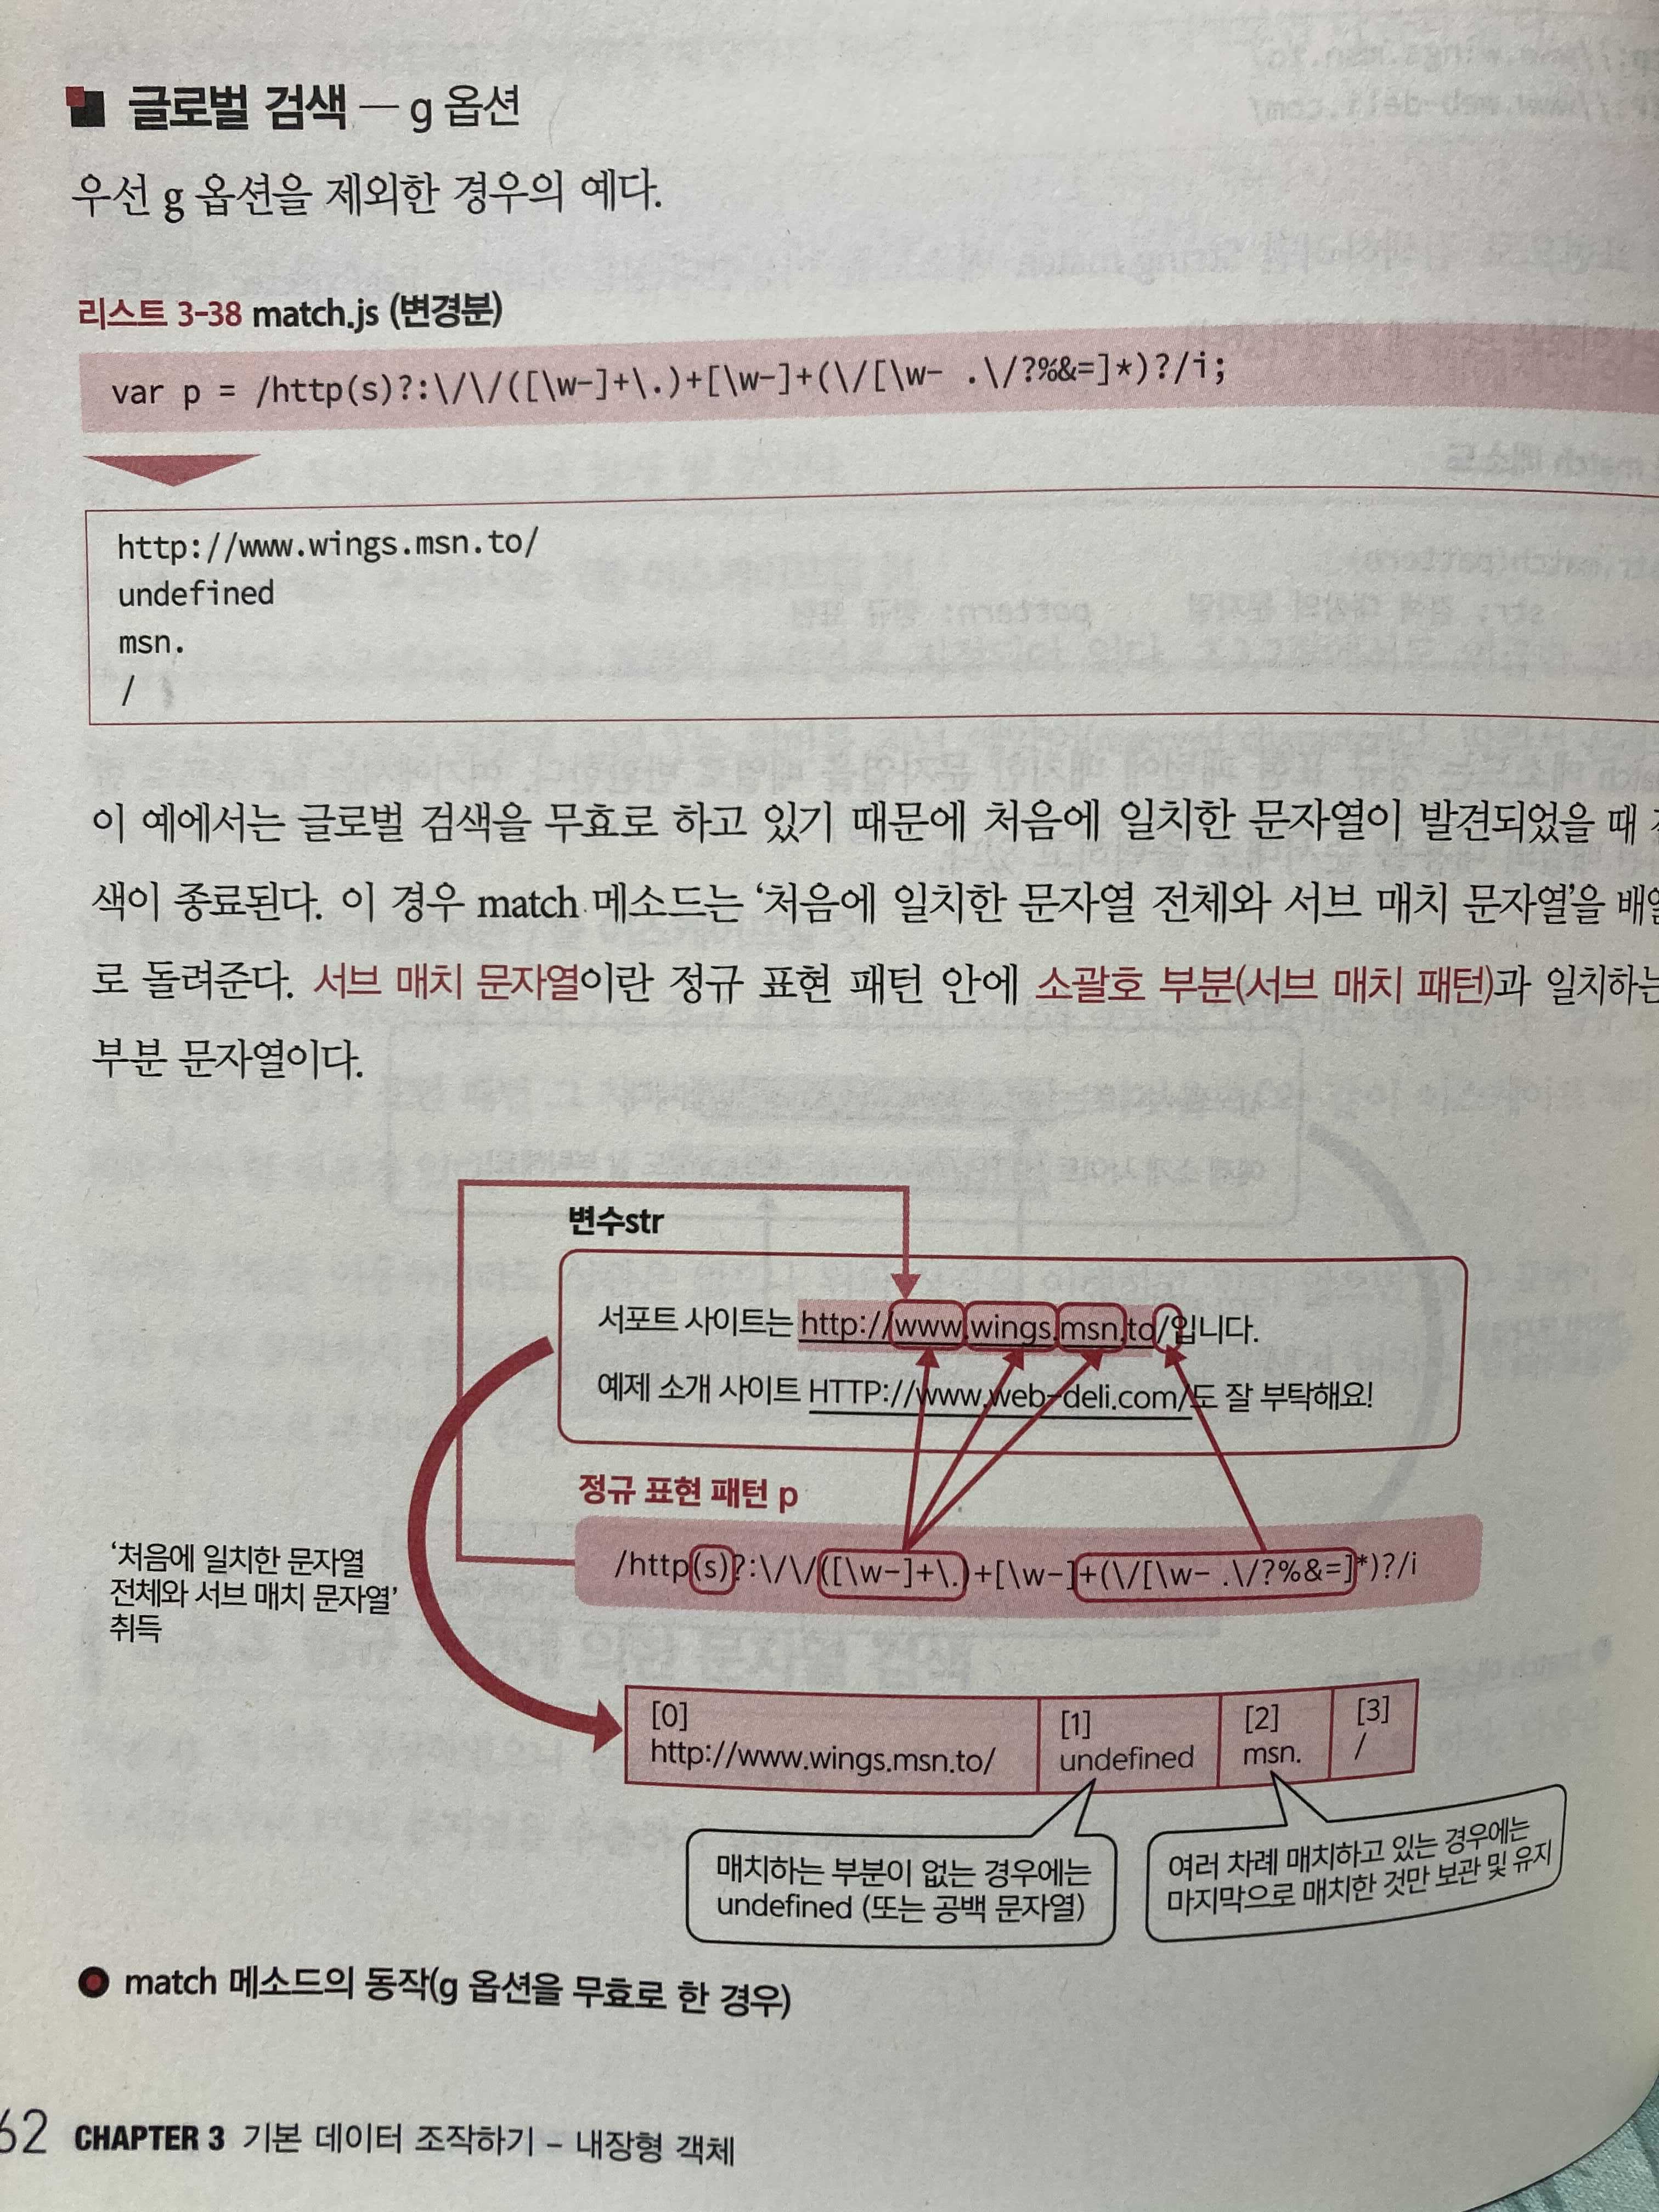 글로벌 검색 — g 옵션
우선 g 옵션을 제외한 경우의 예다.
리스트 3-38 match.js (변경분)
var p = /http(s)?:\/\/([\w-]+\.)+[\w-]+(\/[\w- .\/?%&=]*)?/i;
http://www.wings.msn.to/
undefined
msn.
/
이 예에서는 글로벌 검색을 무효로 하고 있기 때문에 처음에 일치한 문자열이 발견되었을 때
색이 종료된다. 이 경우 match 메소드는 ‘처음에 일치한 문자열 전체와 서브 매치 문자열’을
로 돌려준다. 서브 매치 문자열이란 정규 표현 패턴 안에 소괄호 부분(서브 매치 패턴)과 일치하는
부분 문자열이다.
변수str
서포트 사이트는 http://www.wings.msn.to/입니다.
예제 소개 사이트 HTTP://www.web-deli.com/도 잘 부탁해요!
정규 표현 패턴 p
/http(s)?:\/\/([\w-]+\.)+[\w-]+(\/[\w- .\/?%&=]*)?/i
‘처음에 일치한 문자열
전체와 서브 매치 문자열’
취득
[0] [1] [2] [3]
http://www.wings.msn.to/ undefined msn. /
매치하는 부분이 없는 경우에는
undefined (또는 공백 문자열)
여러 차례 매치하고 있는 경우에는
마지막으로 매치한 것만 보관 및 유지
match 메소드의 동작(g 옵션을 무효로 한 경우)
62 CHAPTER 3 기본 데이터 조작하기 – 내장형 객체